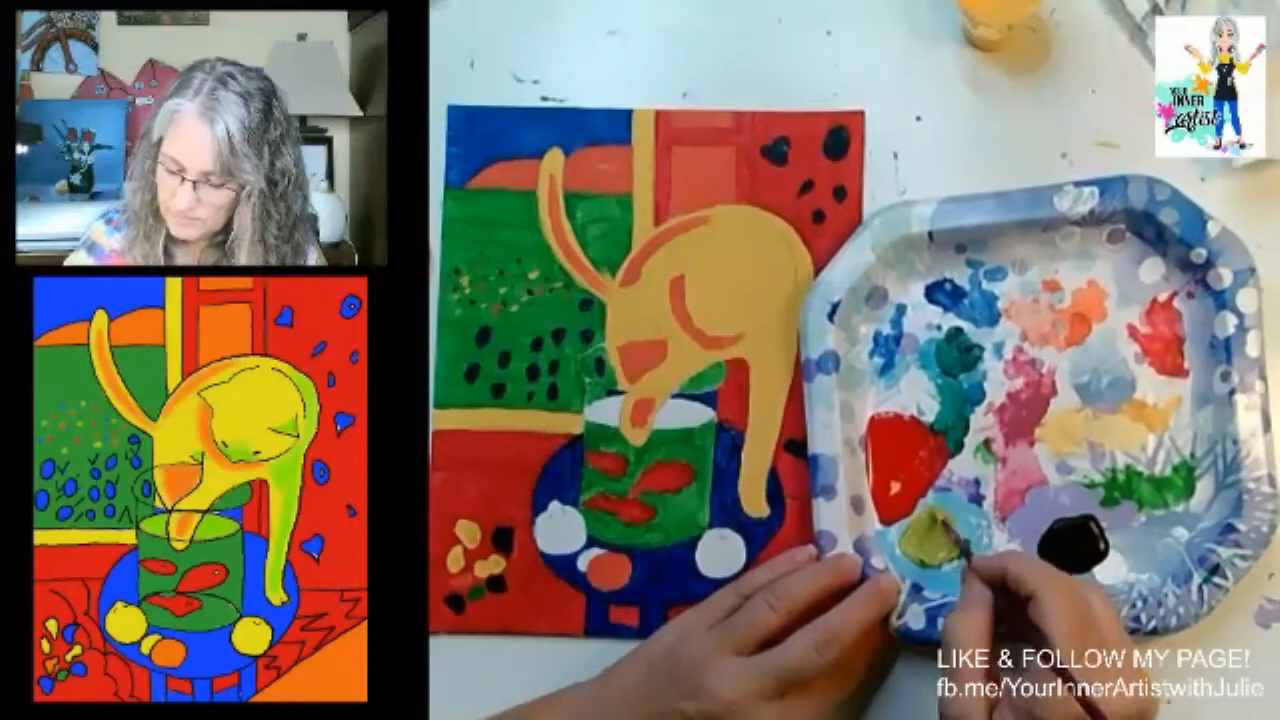 YOUR
INNER
artist
LIKE & FOLLOW MY PAGE!
fb.me/YourInnerArtistwithJulie